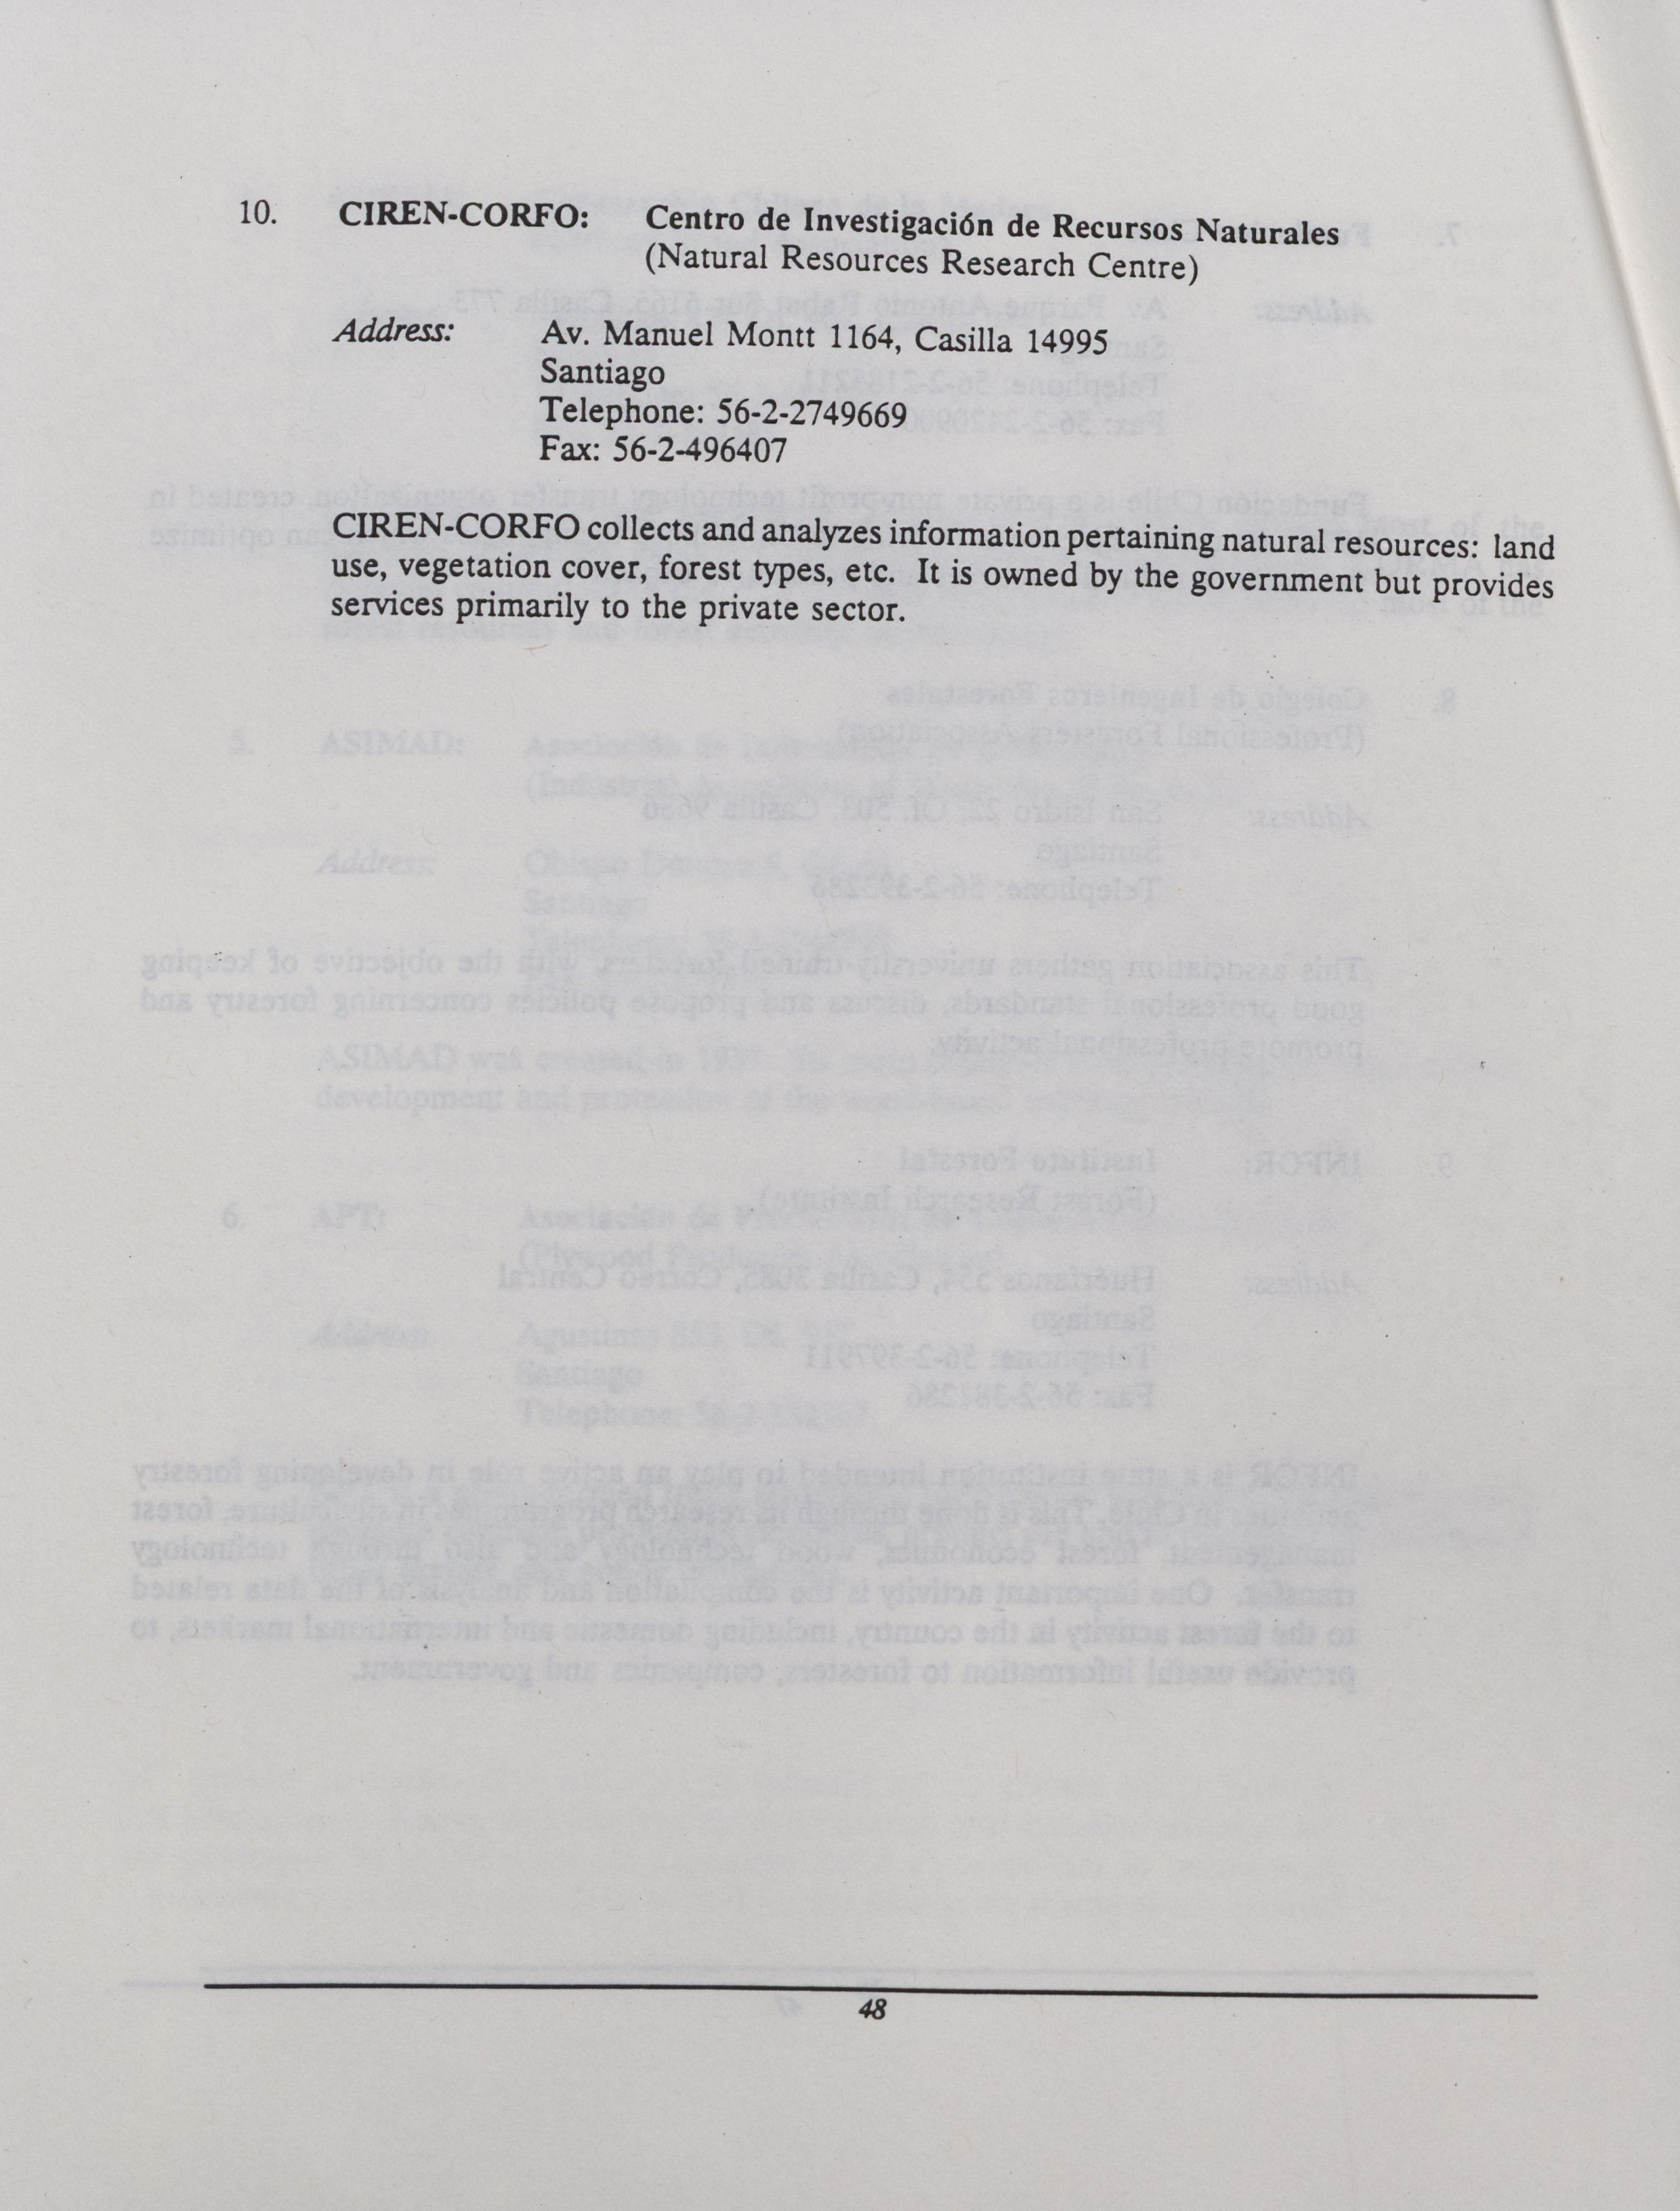 10. CIREN-CORFO: Centro de Investigación de Recursos Naturales
(Natural Resources Research Centre)
Address: Av. Manuel Montt 1164, Casilla 14995
Santiago
Telephone: 56-2-2749669
Fax: 56-2-496407
CIREN-CORFO collects and analyzes information pertaining natural resources: land
use, vegetation cover, forest types, etc. It is owned by the government but provides
services primarily to the private sector.
48